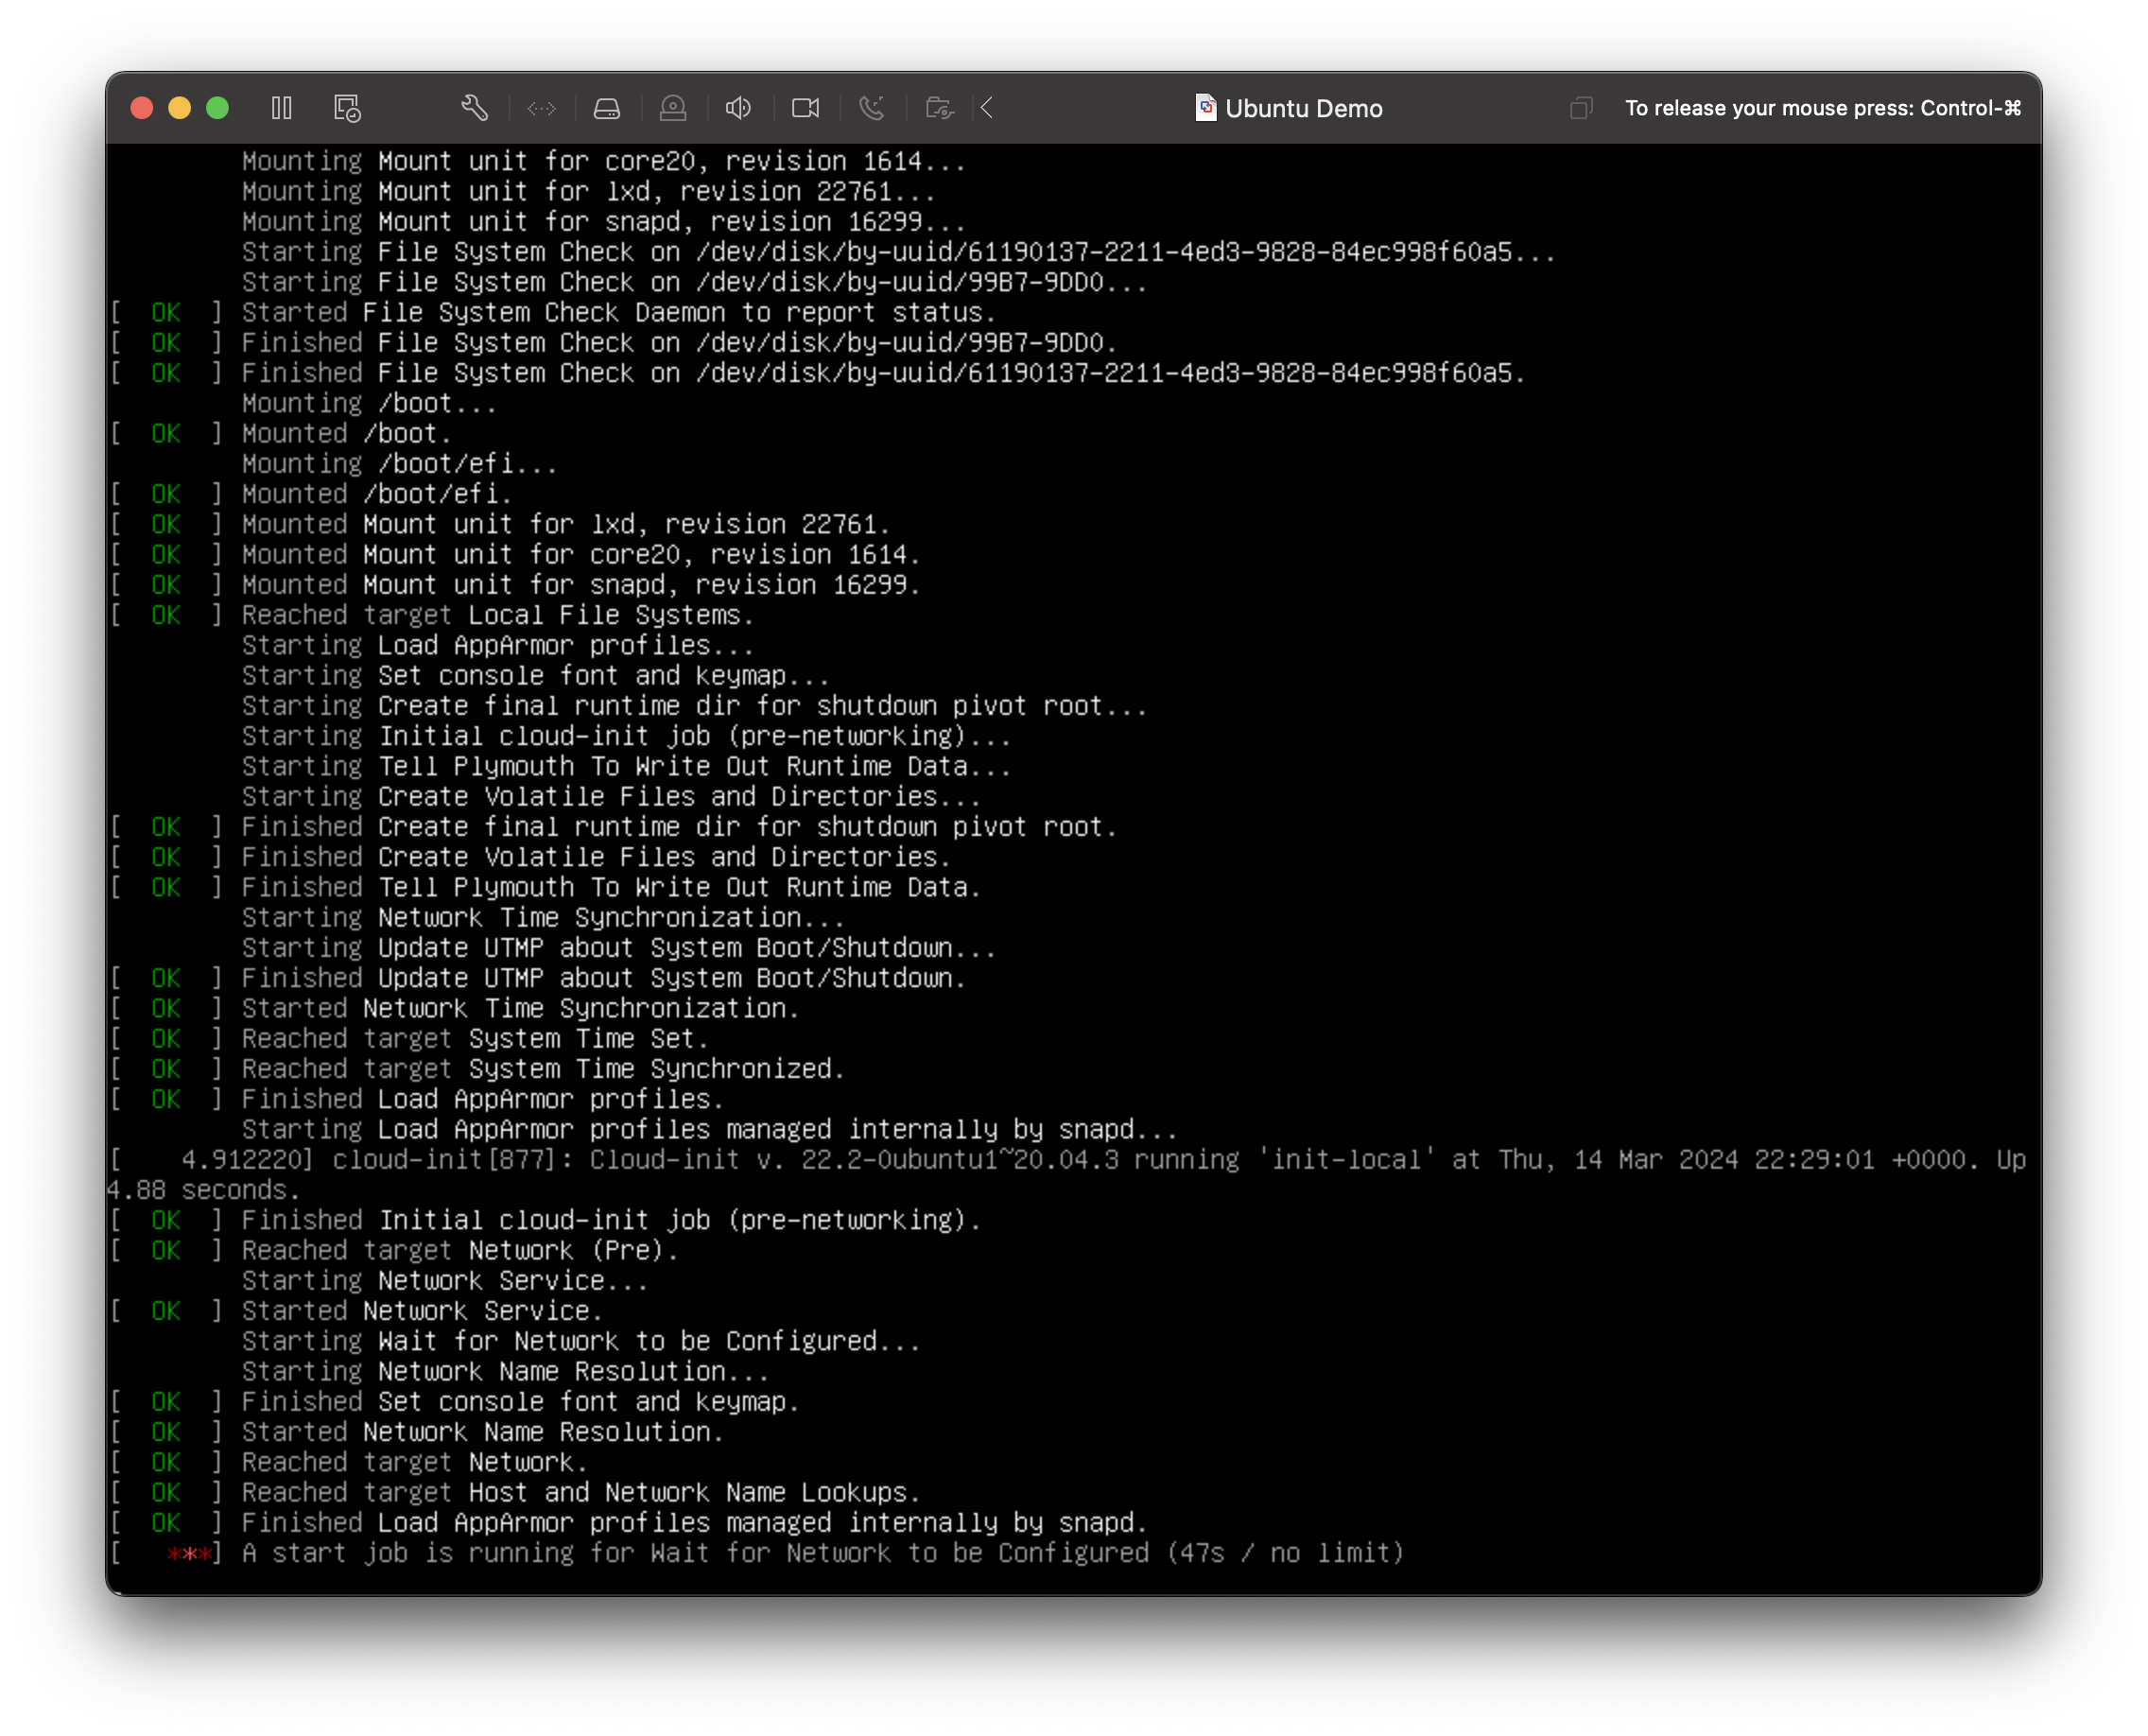 Ubuntu Demo
To release your mouse press: Control-⌘
Mounting Mount unit for core20, revision 1614...
Mounting Mount unit for lxd, revision 22761...
Mounting Mount unit for snapd, revision 16299...
Starting File System Check on /dev/disk/by-uuid/61190137-2211-4ed3-9828-84ec998f60a5...
Starting File System Check on /dev/disk/by-uuid/99B7-9DD0...
[  OK  ] Started File System Check Daemon to report status.
[  OK  ] Finished File System Check on /dev/disk/by-uuid/99B7-9DD0.
[  OK  ] Finished File System Check on /dev/disk/by-uuid/61190137-2211-4ed3-9828-84ec998f60a5.
Mounting /boot...
[  OK  ] Mounted /boot.
Mounting /boot/efi...
[  OK  ] Mounted /boot/efi.
[  OK  ] Mounted Mount unit for lxd, revision 22761.
[  OK  ] Mounted Mount unit for core20, revision 1614.
[  OK  ] Mounted Mount unit for snapd, revision 16299.
[  OK  ] Reached target Local File Systems.
Starting Load AppArmor profiles...
Starting Set console font and keymap...
Starting Create final runtime dir for shutdown pivot root...
Starting Initial cloud-init job (pre-networking)...
Starting Tell Plymouth To Write Out Runtime Data...
Starting Create Volatile Files and Directories...
[  OK  ] Finished Create final runtime dir for shutdown pivot root.
[  OK  ] Finished Create Volatile Files and Directories.
[  OK  ] Finished Tell Plymouth To Write Out Runtime Data.
Starting Network Time Synchronization...
Starting Update UTMP about System Boot/Shutdown...
[  OK  ] Finished Update UTMP about System Boot/Shutdown.
[  OK  ] Started Network Time Synchronization.
[  OK  ] Reached target System Time Set.
[  OK  ] Reached target System Time Synchronized.
[  OK  ] Finished Load AppArmor profiles.
Starting Load AppArmor profiles managed internally by snapd...
[    4.912220] cloud-init[877]: Cloud-init v. 22.2-0ubuntu1~20.04.3 running 'init-local' at Thu, 14 Mar 2024 22:29:01 +0000. Up
4.88 seconds.
[  OK  ] Finished Initial cloud-init job (pre-networking).
[  OK  ] Reached target Network (Pre).
Starting Network Service...
[  OK  ] Started Network Service.
Starting Wait for Network to be Configured...
Starting Network Name Resolution...
[  OK  ] Finished Set console font and keymap.
[  OK  ] Started Network Name Resolution.
[  OK  ] Reached target Network.
[  OK  ] Reached target Host and Network Name Lookups.
[  OK  ] Finished Load AppArmor profiles managed internally by snapd.
[   ***] A start job is running for Wait for Network to be Configured (47s / no limit)